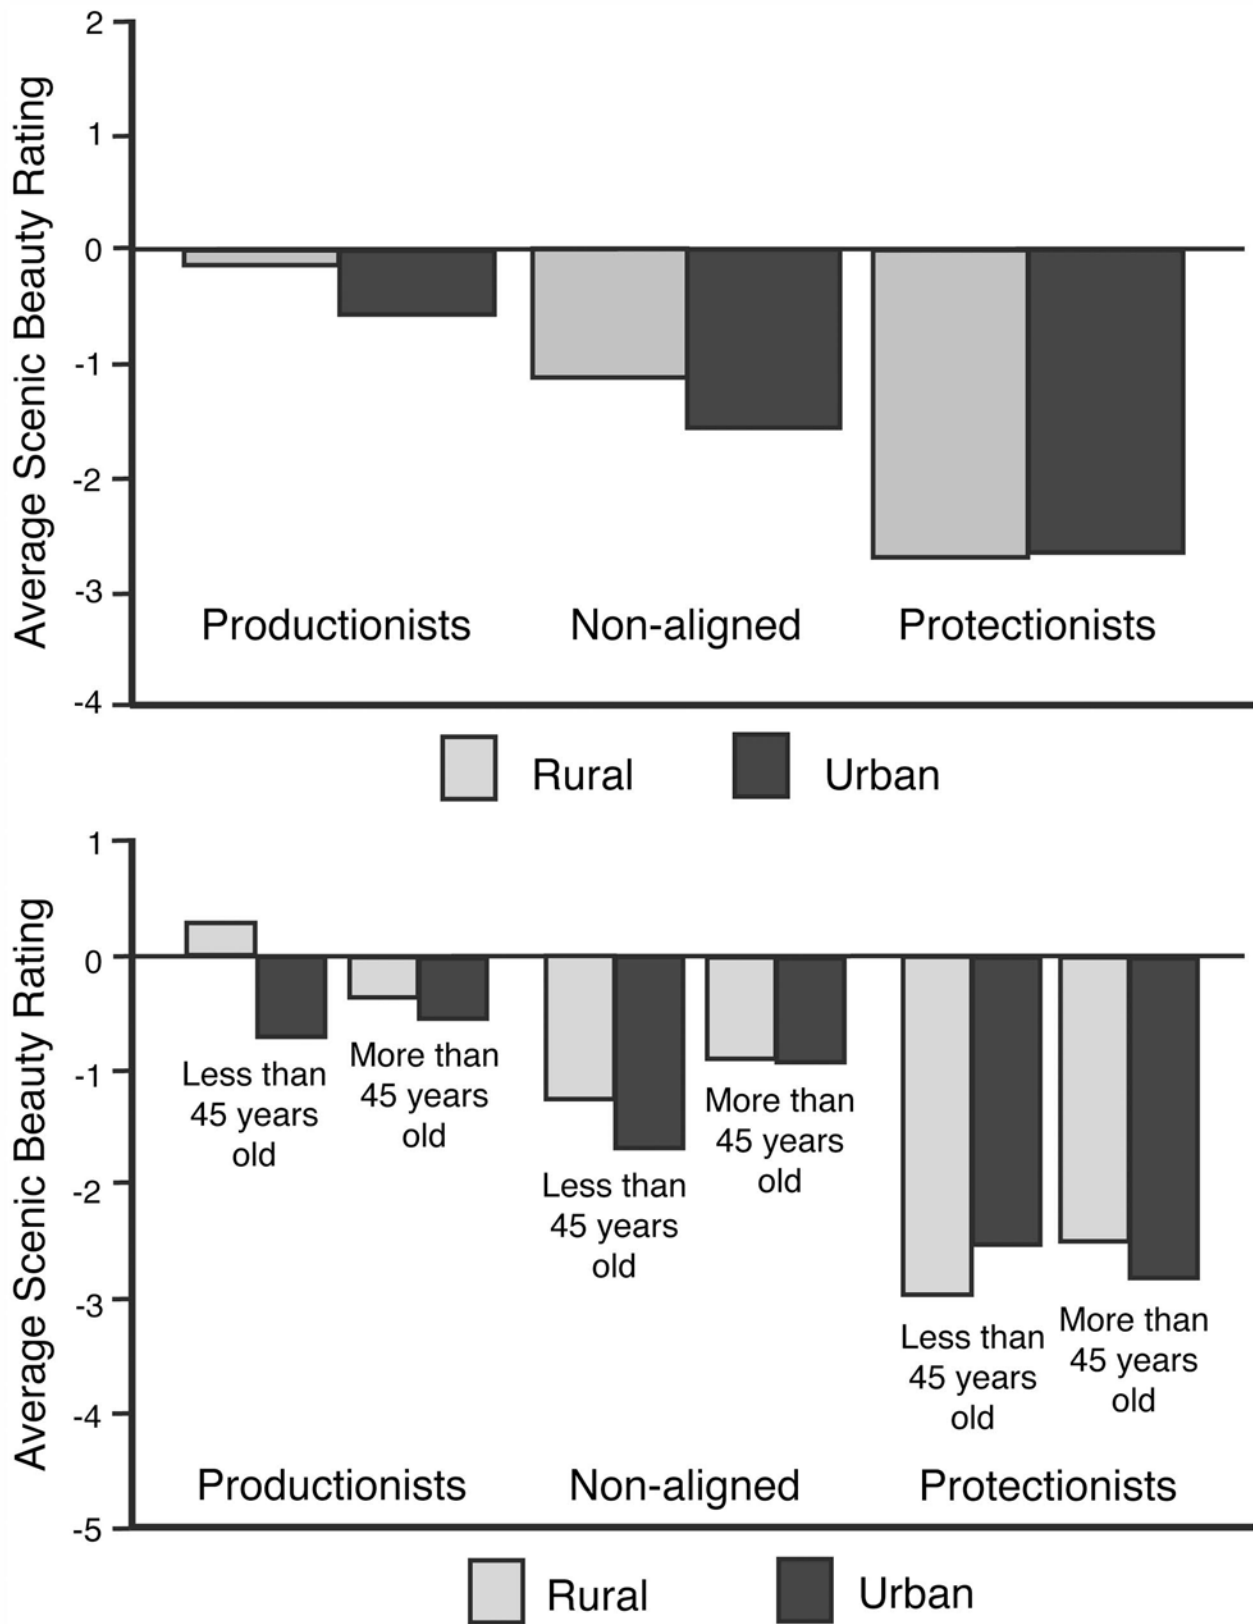 Average Scenic Beauty Rating
2
1
0
-1
-2
-3
-4
Productionists Non-aligned Protectionists
Rural Urban
Average Scenic Beauty Rating
1
0
-1
-2
-3
-4
-5
Less than
45 years
old
More than
45 years
old
Less than
45 years
old
More than
45 years
old
Less than
45 years
old
More than
45 years
old
Productionists Non-aligned Protectionists
Rural Urban